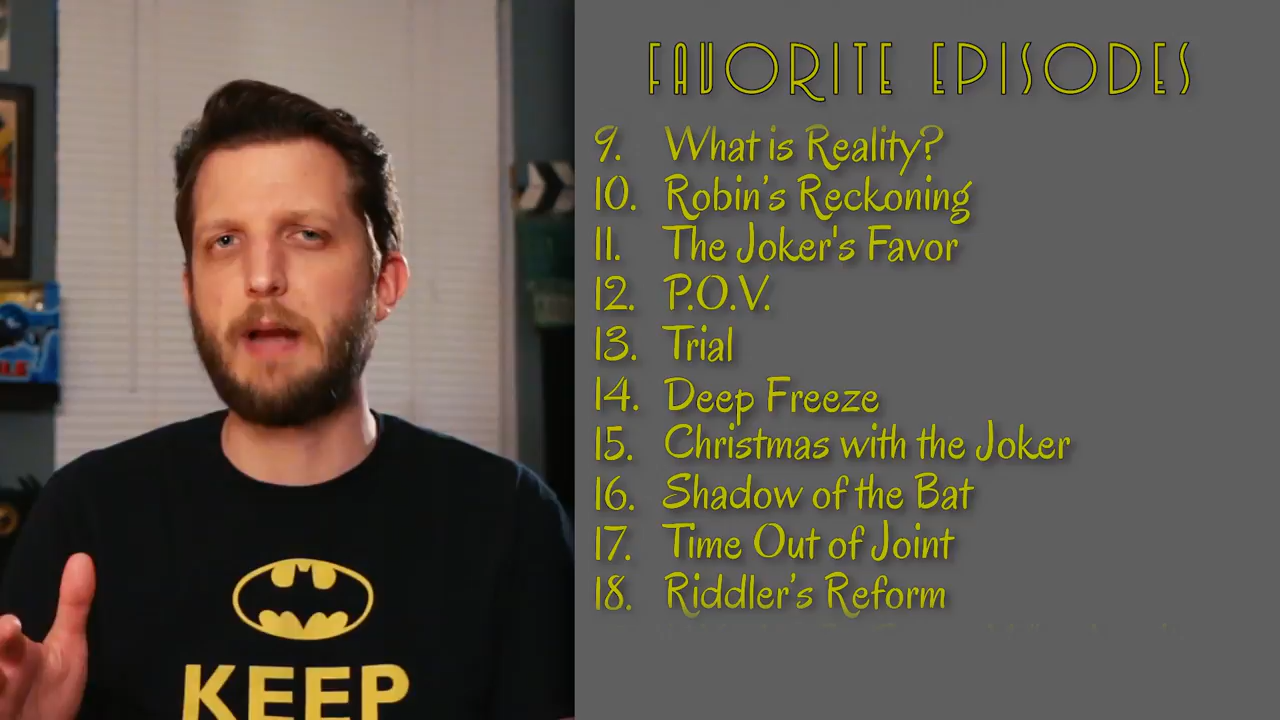 FAVORITE EPISODES
9. What is Reality?
10. Robin's Reckoning
11. The Joker's Favor
12. P.O.V.
13. Trial
14. Deep Freeze
15. Christmas with the Joker
16. Shadow of the Bat
17. Time Out of Joint
18. Riddler's Reform
KEEP